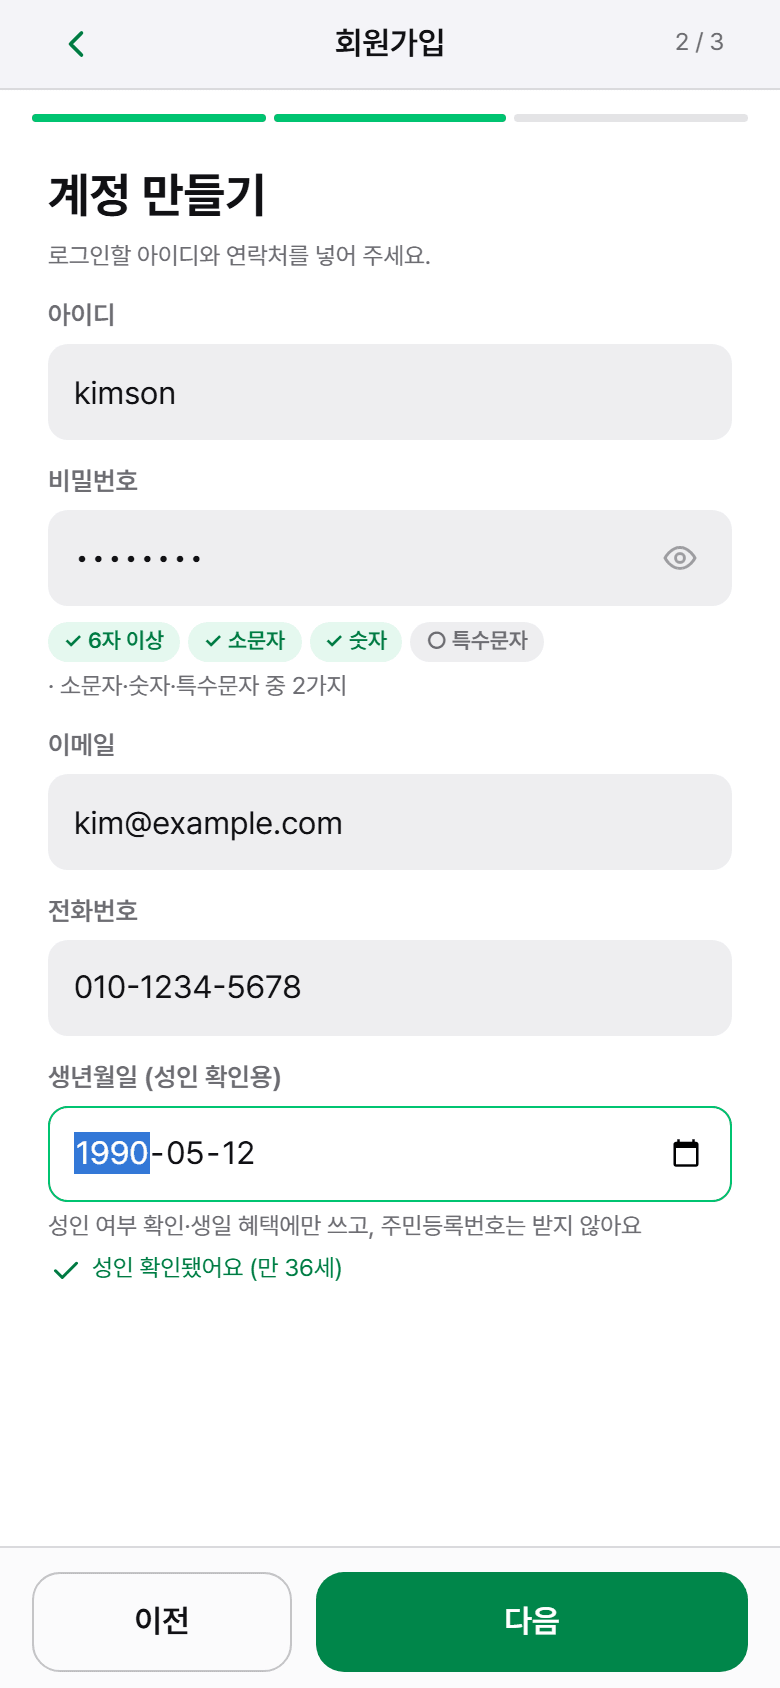 회원가입
2 / 3
계정 만들기
로그인할 아이디와 연락처를 넣어 주세요.
아이디
kimson
비밀번호
••••••••
✓ 6자 이상 ✓ 소문자 ✓ 숫자 ○ 특수문자
· 소문자·숫자·특수문자 중 2가지
이메일
kim@example.com
전화번호
010-1234-5678
생년월일 (성인 확인용)
1990-05-12
성인 여부 확인·생일 혜택에만 쓰고, 주민등록번호는 받지 않아요
✓ 성인 확인됐어요 (만 36세)
이전
다음